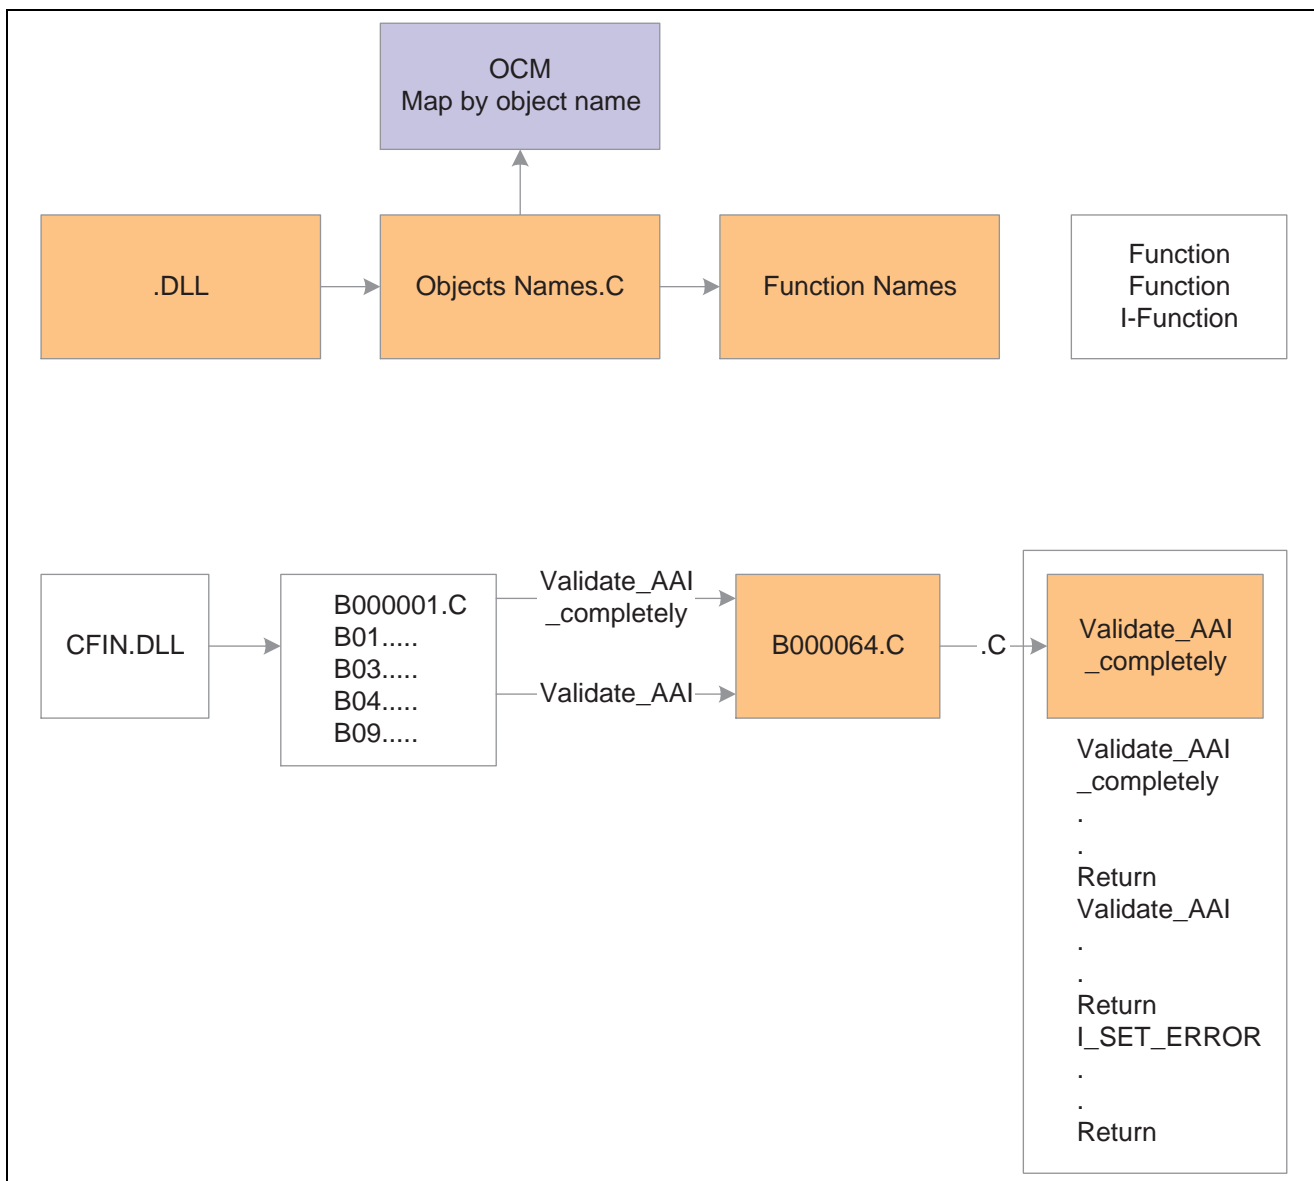 OCM
Map by object name
.DLL
Objects Names.C
Function Names
Function
Function
I-Function
CFIN.DLL
B000001.C
B01.....
B03.....
B04.....
B09.....
Validate_AAI
_completely
Validate_AAI
B000064.C
.C
Validate_AAI
_completely
Validate_AAI
_completely
.
.
Return
Validate_AAI
.
.
Return
I_SET_ERROR
.
.
Return